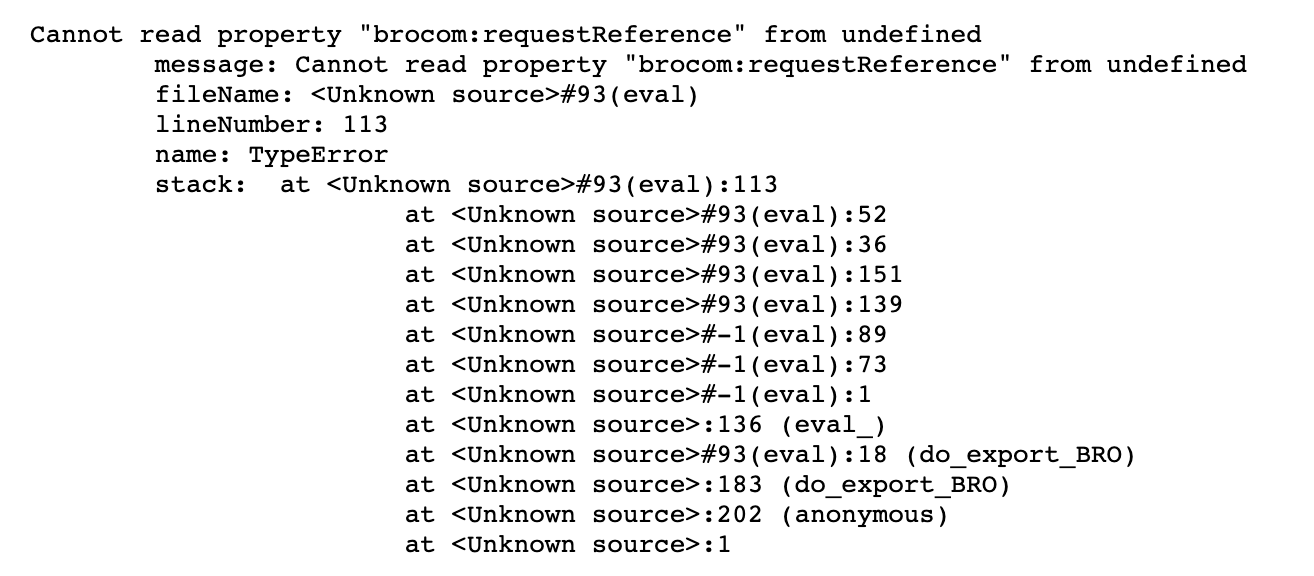 Cannot read property "brocom:requestReference" from undefined
message: Cannot read property "brocom:requestReference" from undefined
fileName: <Unknown source>#93(eval)
lineNumber: 113
name: TypeError
stack:  at <Unknown source>#93(eval):113
at <Unknown source>#93(eval):52
at <Unknown source>#93(eval):36
at <Unknown source>#93(eval):151
at <Unknown source>#93(eval):139
at <Unknown source>#-1(eval):89
at <Unknown source>#-1(eval):73
at <Unknown source>#-1(eval):1
at <Unknown source>:136 (eval_)
at <Unknown source>#93(eval):18 (do_export_BRO)
at <Unknown source>:183 (do_export_BRO)
at <Unknown source>:202 (anonymous)
at <Unknown source>:1